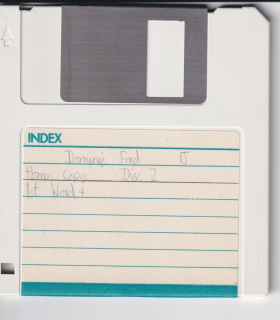 INDEX
Dominic Ford
Home Copy Disc 2
1st Word +